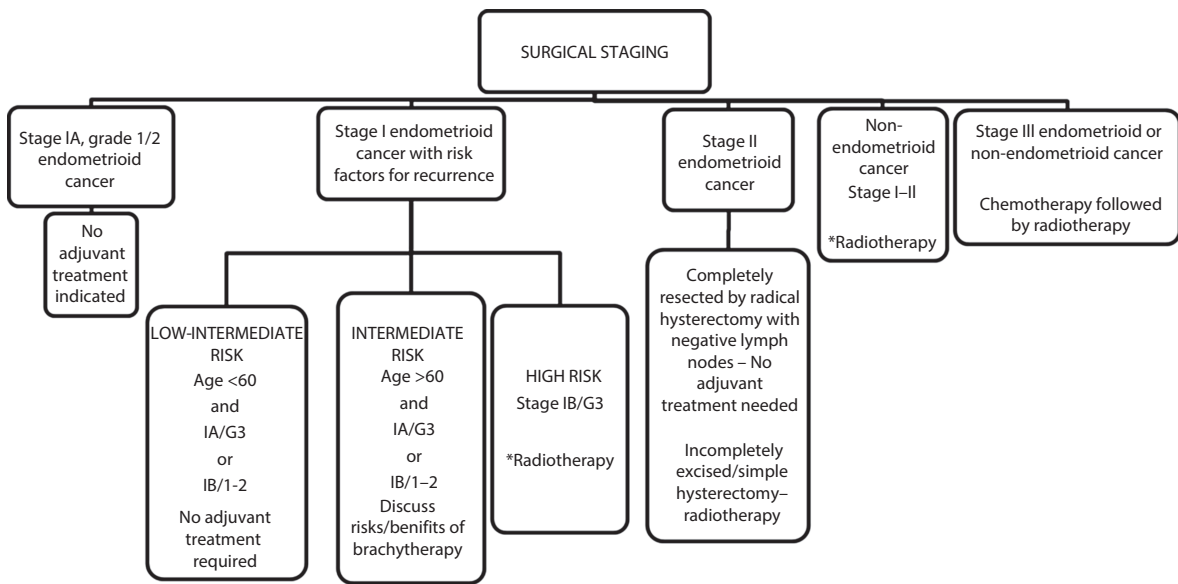 SURGICAL STAGING
Stage IA, grade 1/2
endometrioid
cancer
No
adjuvant
treatment
indicated
Stage I endometrioid
cancer with risk
factors for recurrence
LOW-INTERMEDIATE
RISK
Age <60
and
IA/G3
or
IB/1-2
No adjuvant
treatment
required
INTERMEDIATE
RISK
Age >60
and
IA/G3
or
IB/1–2
Discuss
risks/benifits of
brachytherapy
HIGH RISK
Stage IB/G3
*Radiotherapy
Stage II
endometrioid
cancer
Completely
resected by radical
hysterectomy with
negative lymph
nodes – No
adjuvant
treatment needed
Incompletely
excised/simple
hysterectomy–
radiotherapy
Non-
endometrioid
cancer
Stage I–II
*Radiotherapy
Stage III endometrioid or
non-endometrioid cancer
Chemotherapy followed
by radiotherapy